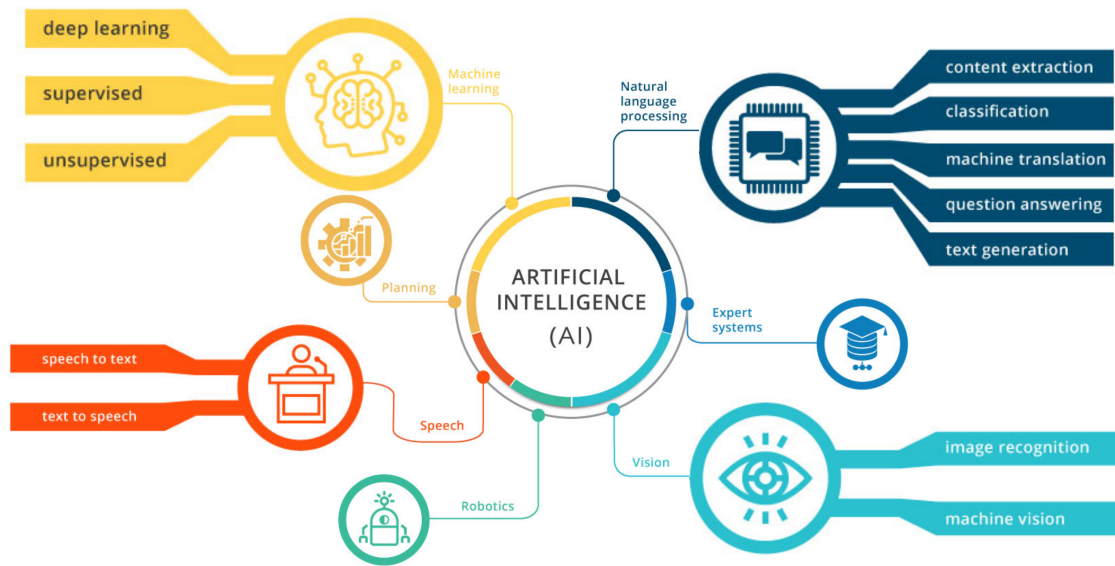 deep learning
supervised
unsupervised
Machine
learning
Natural
language
processing
content extraction
classification
machine translation
question answering
text generation
Planning
ARTIFICIAL
INTELLIGENCE
(AI)
Expert
systems
speech to text
text to speech
Speech
Vision
image recognition
machine vision
Robotics